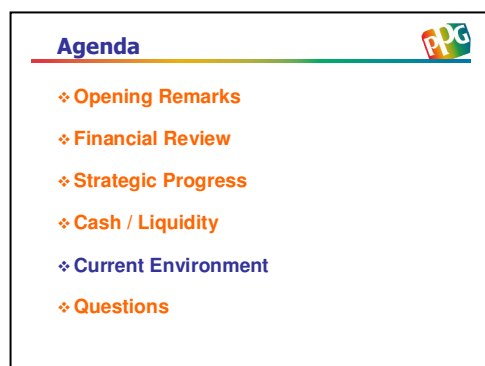 Agenda
PPG
❖ Opening Remarks
❖ Financial Review
❖ Strategic Progress
❖ Cash / Liquidity
❖ Current Environment
❖ Questions